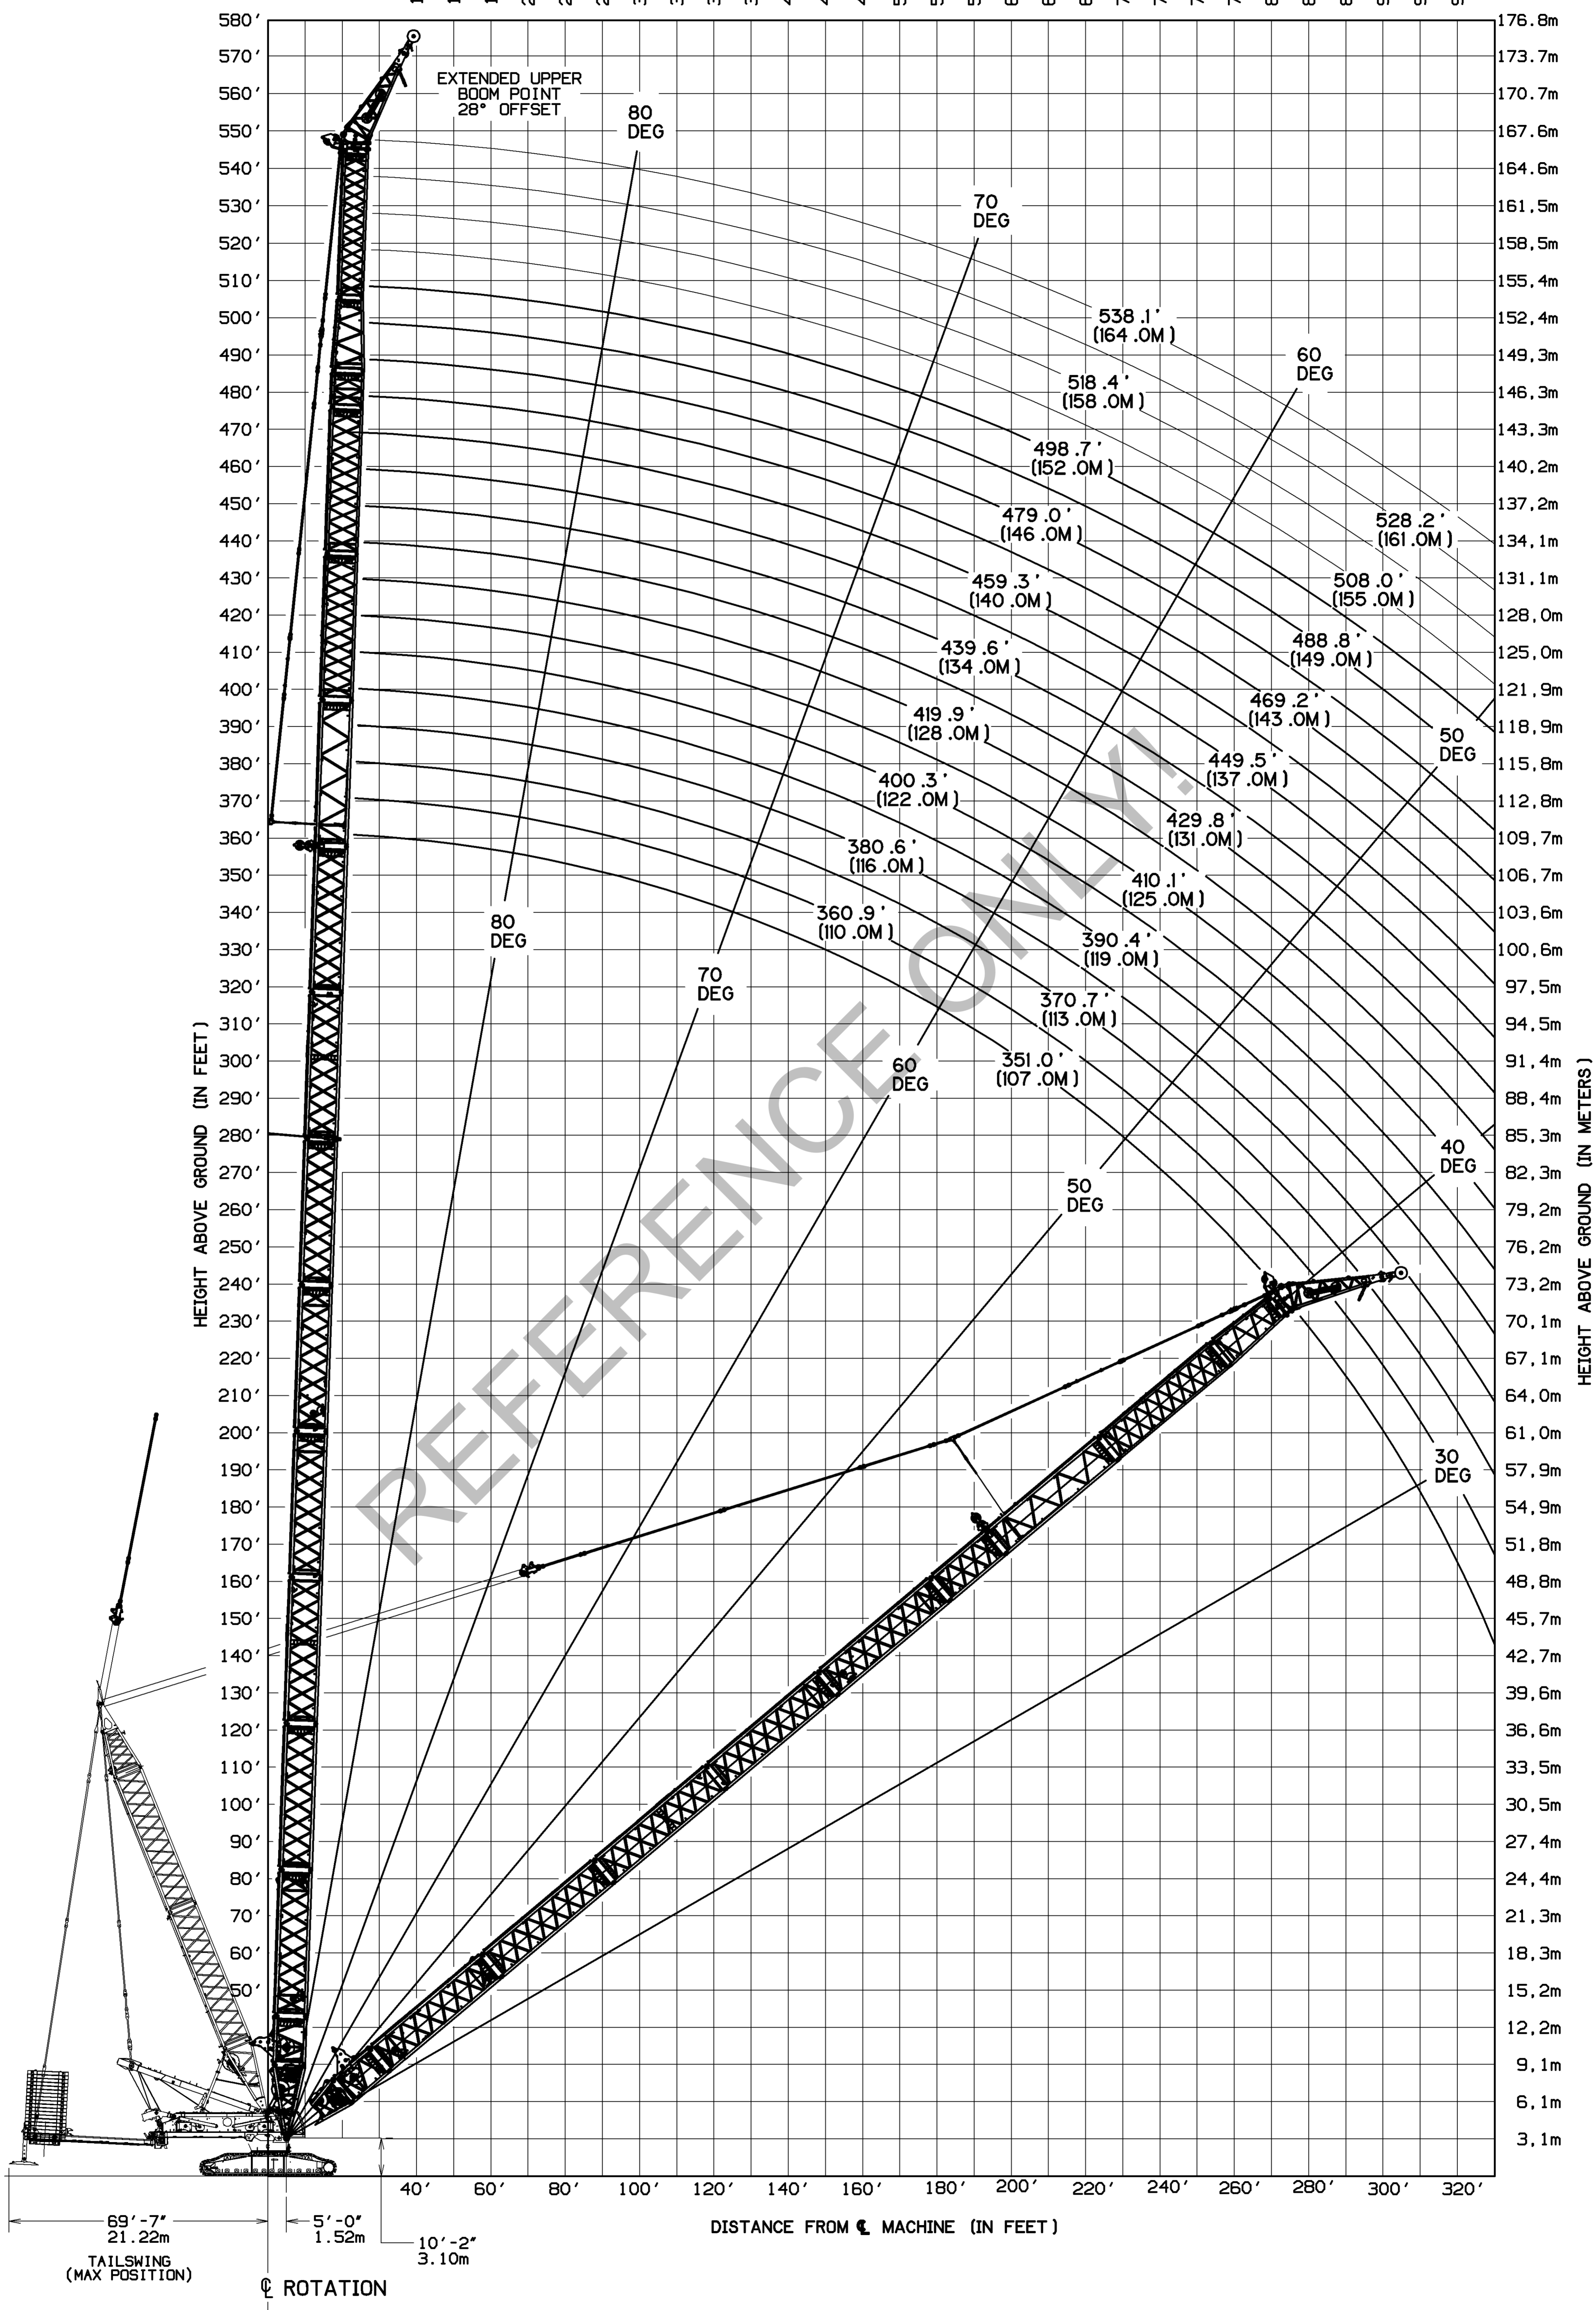 580′
570′
560′
550′
540′
530′
520′
510′
500′
490′
480′
470′
460′
450′
440′
430′
420′
410′
400′
390′
380′
370′
360′
350′
340′
330′
320′
310′
300′
290′
280′
270′
260′
250′
240′
230′
220′
210′
200′
190′
180′
170′
160′
150′
140′
130′
120′
110′
100′
90′
80′
70′
60′
50′
HEIGHT ABOVE GROUND (IN FEET)
EXTENDED UPPER
BOOM POINT
28° OFFSET
80
DEG
70
DEG
60
DEG
50
DEG
40
DEG
30
DEG
80
DEG
70
DEG
60
DEG
50
DEG
538.1'
(164.0M)
528.2'
(161.0M)
518.4'
(158.0M)
508.0'
(155.0M)
498.7'
(152.0M)
488.8'
(149.0M)
479.0'
(146.0M)
469.2'
(143.0M)
459.3'
(140.0M)
449.5'
(137.0M)
439.6'
(134.0M)
429.8'
(131.0M)
419.9'
(128.0M)
410.1'
(125.0M)
400.3'
(122.0M)
390.4'
(119.0M)
380.6'
(116.0M)
370.7'
(113.0M)
360.9'
(110.0M)
351.0'
(107.0M)
REFERENCE ONLY!
176.8m
173.7m
170.7m
167.6m
164.6m
161,5m
158,5m
155,4m
152,4m
149,3m
146,3m
143,3m
140,2m
137,2m
134,1m
131,1m
128,0m
125,0m
121,9m
118,9m
115,8m
112,8m
109,7m
106,7m
103,6m
100,6m
97,5m
94,5m
91,4m
88,4m
85,3m
82,3m
79,2m
76,2m
73,2m
70,1m
67,1m
64,0m
61,0m
57,9m
54,9m
51,8m
48,8m
45,7m
42,7m
39,6m
36,6m
33,5m
30,5m
27,4m
24,4m
21,3m
18,3m
15,2m
12,2m
9,1m
6,1m
3,1m
HEIGHT ABOVE GROUND (IN METERS)
40′ 60′ 80′ 100′ 120′ 140′ 160′ 180′ 200′ 220′ 240′ 260′ 280′ 300′ 320′
DISTANCE FROM ℄ MACHINE (IN FEET)
69′-7″
21.22m
TAILSWING
(MAX POSITION)
5′-0″
1.52m
10′-2″
3.10m
℄ ROTATION